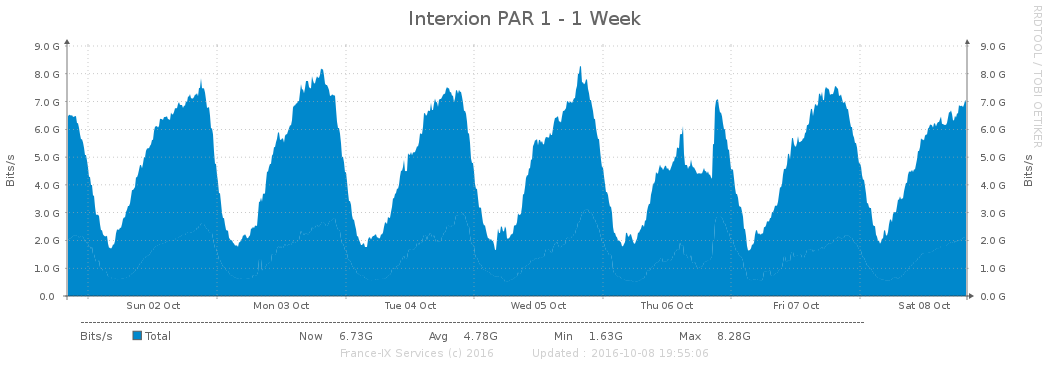 Interxion PAR 1 - 1 Week
RRDTOOL / TOBI OETIKER
Bits/s
9.0 G 9.0 G
8.0 G 8.0 G
7.0 G 7.0 G
6.0 G 6.0 G
5.0 G 5.0 G
4.0 G 4.0 G
3.0 G 3.0 G
2.0 G 2.0 G
1.0 G 1.0 G
0.0 0.0 G
Bits/s
Sun 02 Oct Mon 03 Oct Tue 04 Oct Wed 05 Oct Thu 06 Oct Fri 07 Oct Sat 08 Oct
Bits/s Total Now 6.73G Avg 4.78G Min 1.63G Max 8.28G
France-IX Services (c) 2016 Updated : 2016-10-08 19:55:06